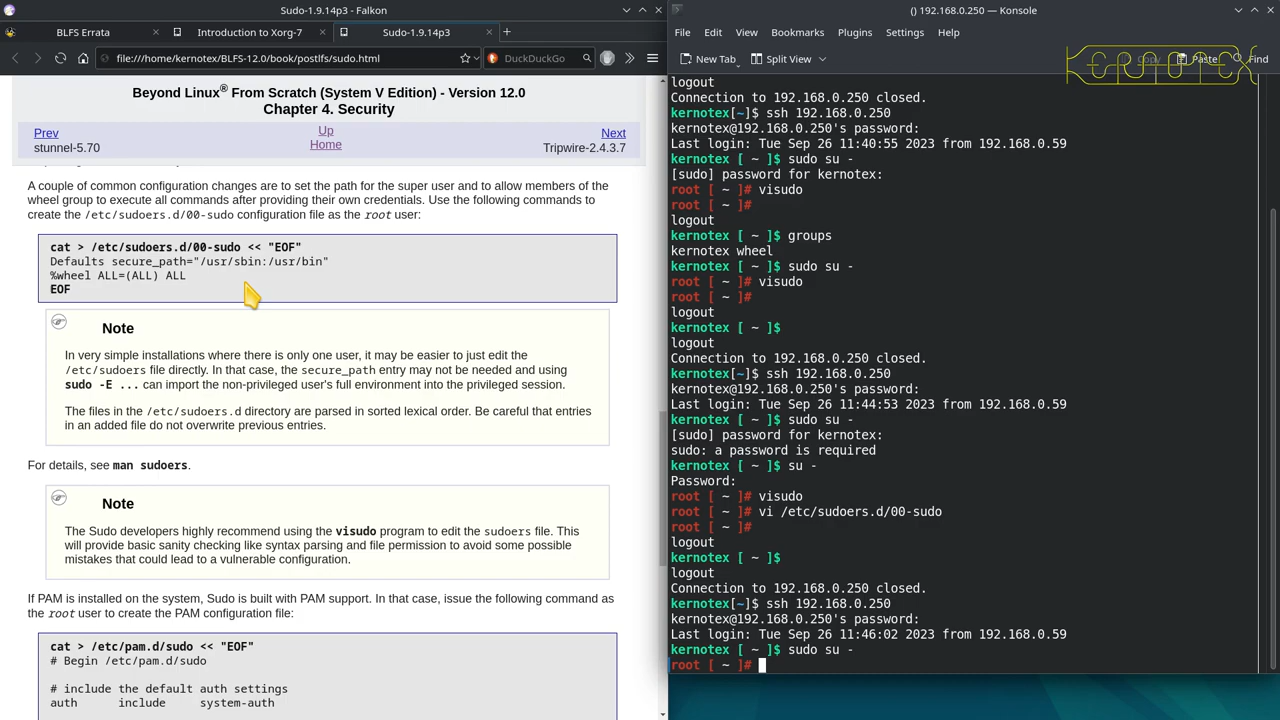 Sudo-1.9.14p3 — Falkon
BLFS Errata
Introduction to Xorg-7
Sudo-1.9.14p3
file:///home/kernotex/BLFS-12.0/book/postlfs/sudo.html
DuckDuckGo
Beyond Linux® From Scratch (System V Edition) - Version 12.0
Chapter 4. Security
Prev
Up
Next
stunnel-5.70
Home
Tripwire-2.4.3.7
A couple of common configuration changes are to set the path for the super user and to allow members of the
wheel group to execute all commands after providing their own credentials. Use the following commands to
create the /etc/sudoers.d/00-sudo configuration file as the root user:
cat > /etc/sudoers.d/00-sudo << "EOF"
Defaults secure_path="/usr/sbin:/usr/bin"
%wheel ALL=(ALL) ALL
EOF
Note
In very simple installations where there is only one user, it may be easier to just edit the
/etc/sudoers file directly. In that case, the secure_path entry may not be needed and using
sudo -E ... can import the non-privileged user's full environment into the privileged session.
The files in the /etc/sudoers.d directory are parsed in sorted lexical order. Be careful that entries
in an added file do not overwrite previous entries.
For details, see man sudoers.
Note
The Sudo developers highly recommend using the visudo program to edit the sudoers file. This
will provide basic sanity checking like syntax parsing and file permission to avoid some possible
mistakes that could lead to a vulnerable configuration.
If PAM is installed on the system, Sudo is built with PAM support. In that case, issue the following command as
the root user to create the PAM configuration file:
cat > /etc/pam.d/sudo << "EOF"
# Begin /etc/pam.d/sudo
# include the default auth settings
auth      include     system-auth
() 192.168.0.250 — Konsole
File Edit View Bookmarks Plugins Settings Help
New Tab Split View Copy Paste Find
KERNOTEX
logout
Connection to 192.168.0.250 closed.
kernotex[~]$ ssh 192.168.0.250
kernotex@192.168.0.250's password:
Last login: Tue Sep 26 11:40:55 2023 from 192.168.0.59
kernotex [ ~ ]$ sudo su -
[sudo] password for kernotex:
root [ ~ ]# visudo
root [ ~ ]#
logout
kernotex [ ~ ]$ groups
kernotex wheel
kernotex [ ~ ]$ sudo su -
root [ ~ ]# visudo
root [ ~ ]#
logout
kernotex [ ~ ]$
logout
Connection to 192.168.0.250 closed.
kernotex[~]$ ssh 192.168.0.250
kernotex@192.168.0.250's password:
Last login: Tue Sep 26 11:44:53 2023 from 192.168.0.59
kernotex [ ~ ]$ sudo su -
[sudo] password for kernotex:
sudo: a password is required
kernotex [ ~ ]$ su -
Password:
root [ ~ ]# visudo
root [ ~ ]# vi /etc/sudoers.d/00-sudo
root [ ~ ]#
logout
kernotex [ ~ ]$
logout
Connection to 192.168.0.250 closed.
kernotex[~]$ ssh 192.168.0.250
kernotex@192.168.0.250's password:
Last login: Tue Sep 26 11:46:02 2023 from 192.168.0.59
kernotex [ ~ ]$ sudo su -
root [ ~ ]#